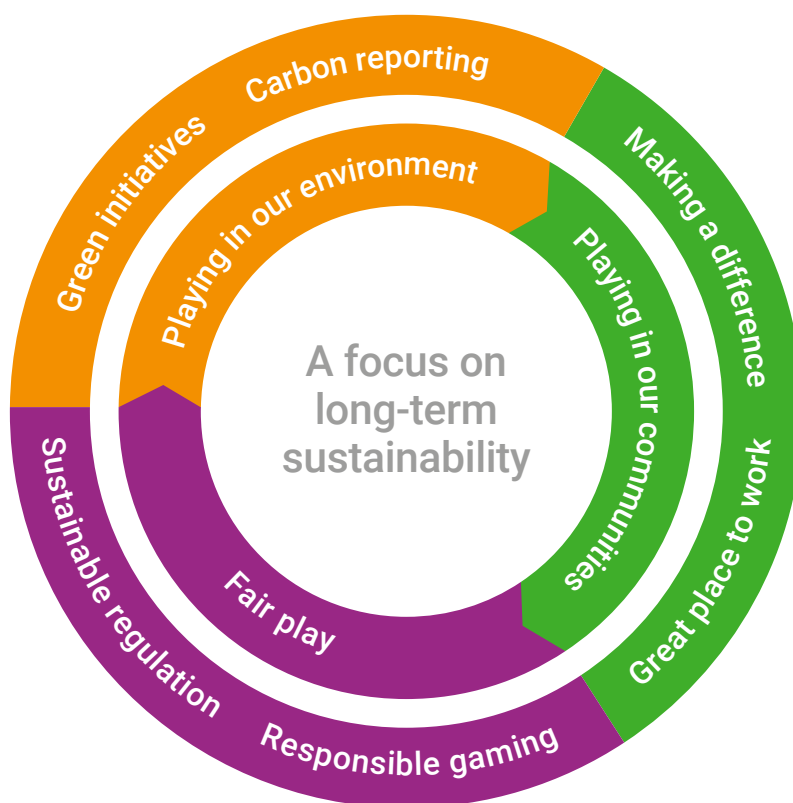 Green initiatives
Carbon reporting
Making a difference
Great place to work
Responsible gaming
Sustainable regulation
Playing in our environment
Playing in our communities
Fair play
A focus on
long-term
sustainability